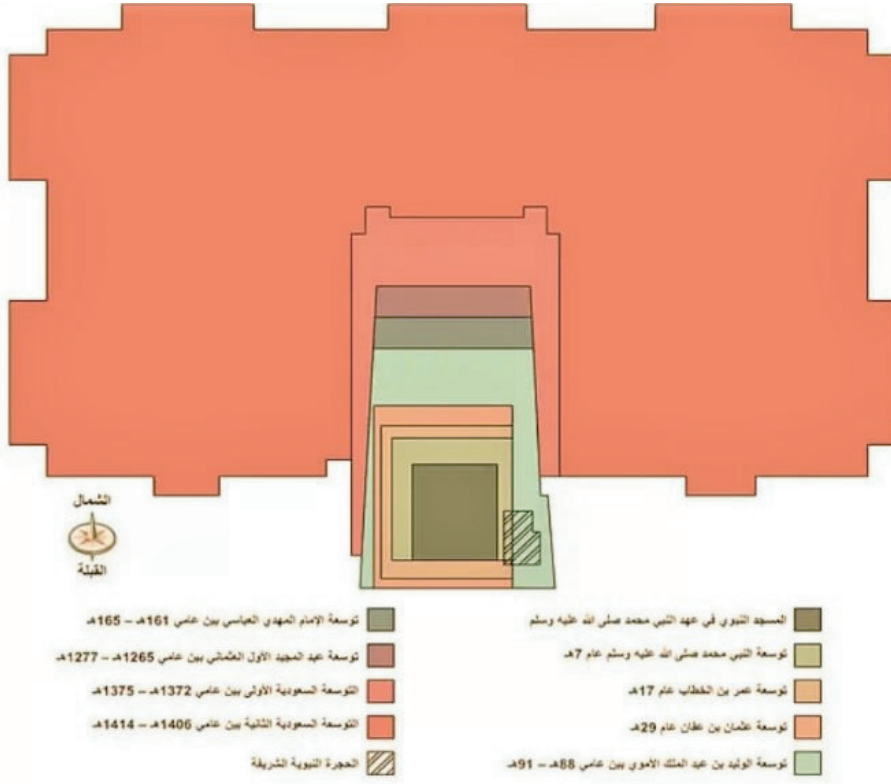 الشمال
القبلة
المسجد النبوي في عهد النبي محمد صلى الله عليه وسلم
توسعة النبي محمد صلى الله عليه وسلم عام 7هـ
توسعة عمر بن الخطاب عام 17هـ
توسعة عثمان بن عفان عام 29هـ
توسعة الوليد بن عبد الملك الأموي بين عامي 88هـ – 91هـ
توسعة الإمام المهدي العباسي بين عامي 161هـ – 165هـ
توسعة عبد المجيد الأول العثماني بين عامي 1265هـ – 1277هـ
التوسعة السعودية الأولى بين عامي 1372هـ – 1375هـ
التوسعة السعودية الثانية بين عامي 1406هـ – 1414هـ
الحجرة النبوية الشريفة